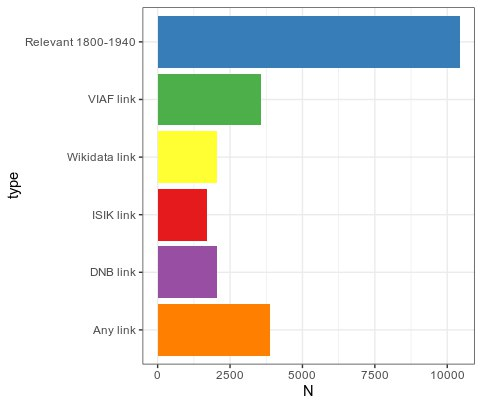 Relevant 1800-1940
VIAF link
Wikidata link
ISIK link
DNB link
Any link
type
0 2500 5000 7500 10000
N